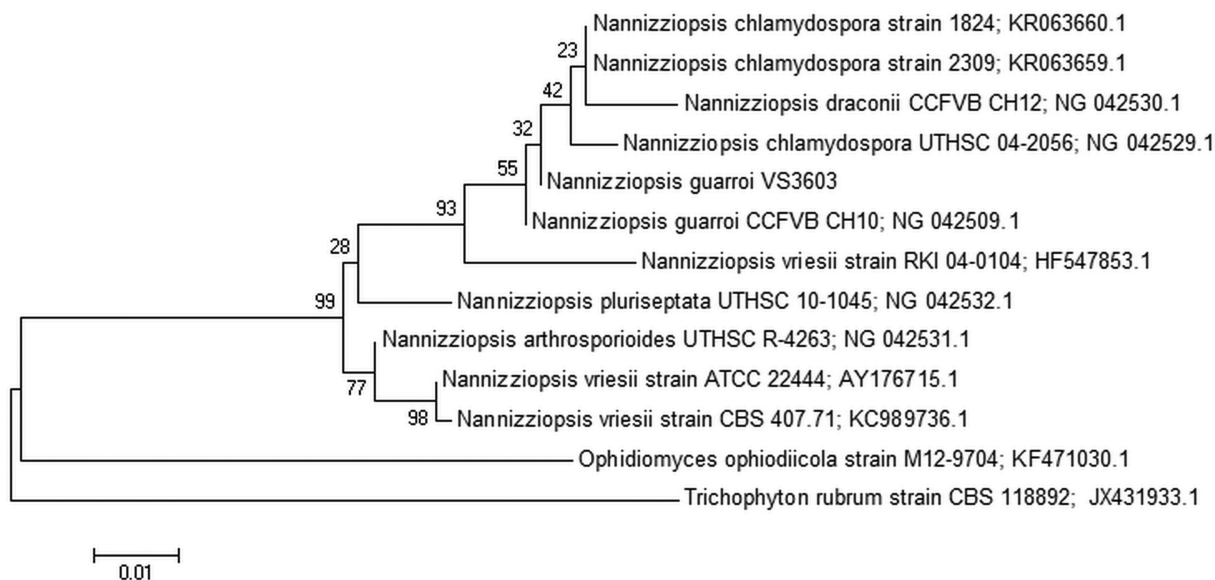 Nannizziopsis chlamydospora strain 1824; KR063660.1
23
Nannizziopsis chlamydospora strain 2309; KR063659.1
42
Nannizziopsis draconii CCFVB CH12; NG 042530.1
32
Nannizziopsis chlamydospora UTHSC 04-2056; NG 042529.1
55
Nannizziopsis guarroi VS3603
93
Nannizziopsis guarroi CCFVB CH10; NG 042509.1
28
Nannizziopsis vriesii strain RKI 04-0104; HF547853.1
99
Nannizziopsis pluriseptata UTHSC 10-1045; NG 042532.1
Nannizziopsis arthrosporioides UTHSC R-4263; NG 042531.1
77
Nannizziopsis vriesii strain ATCC 22444; AY176715.1
98
Nannizziopsis vriesii strain CBS 407.71; KC989736.1
Ophidiomyces ophiodiicola strain M12-9704; KF471030.1
Trichophyton rubrum strain CBS 118892; JX431933.1
0.01